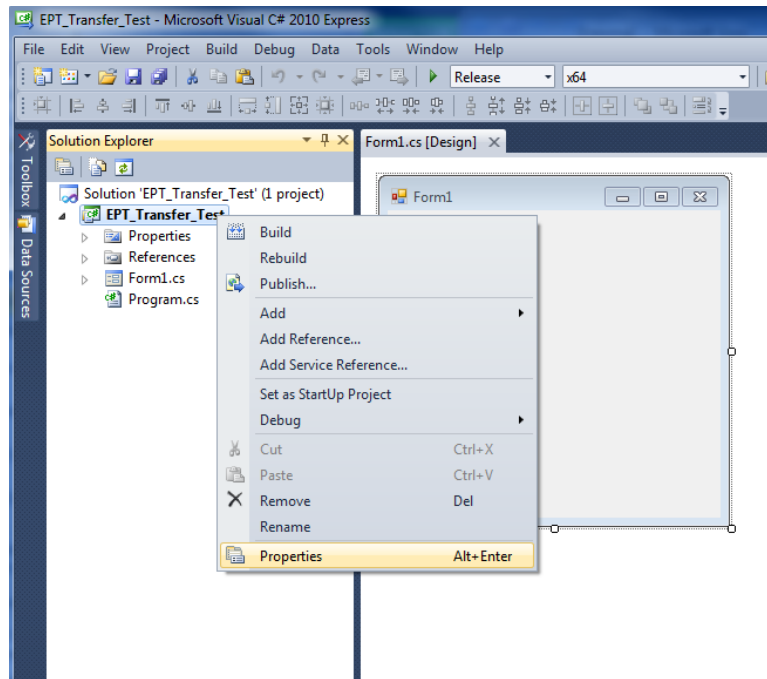 EPT_Transfer_Test - Microsoft Visual C# 2010 Express
File Edit View Project Build Debug Data Tools Window Help
Release x64
Toolbox
Data Sources
Solution Explorer
Form1.cs [Design]
Solution 'EPT_Transfer_Test' (1 project)
EPT_Transfer_Test
Properties
References
Form1.cs
Program.cs
Form1
Build
Rebuild
Publish...
Add
Add Reference...
Add Service Reference...
Set as StartUp Project
Debug
Cut Ctrl+X
Paste Ctrl+V
Remove Del
Rename
Properties Alt+Enter